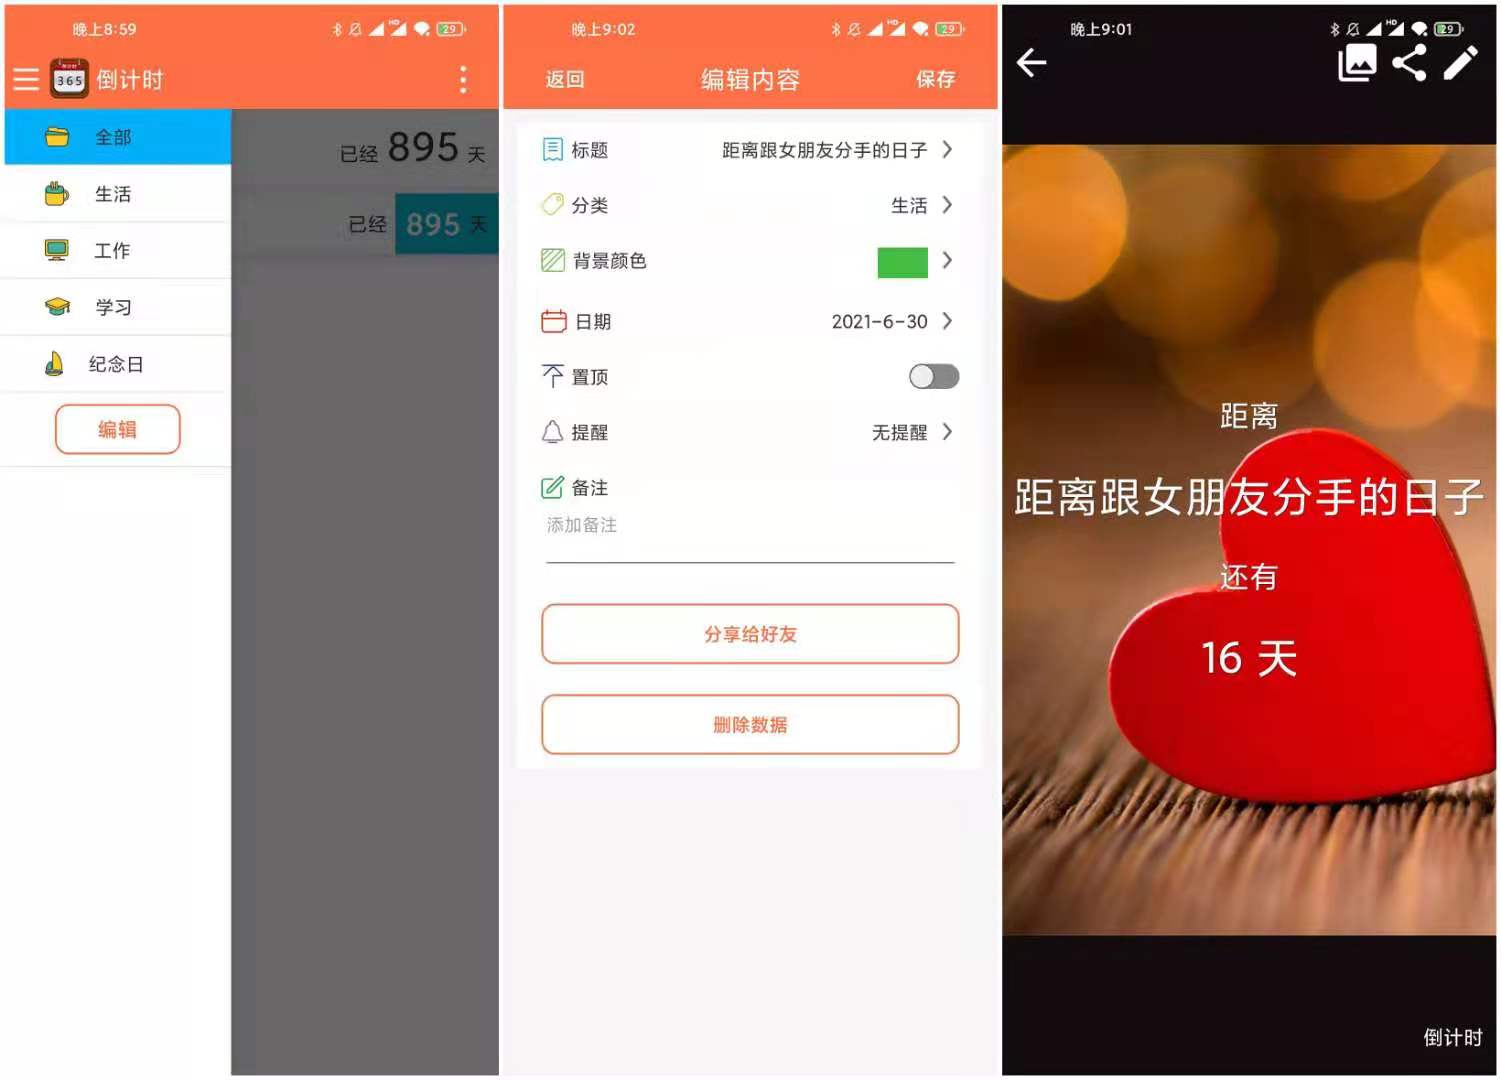 晚上8:59
HD
29
365
倒计时
全部
已经 895 天
生活
已经 895 天
工作
学习
纪念日
编辑
晚上9:02
HD
29
返回
编辑内容
保存
标题
距离跟女朋友分手的日子
分类
生活
背景颜色
日期
2021-6-30
置顶
提醒
无提醒
备注
添加备注
分享给好友
删除数据
晚上9:01
HD
29
距离
距离跟女朋友分手的日子
还有
16 天
倒计时